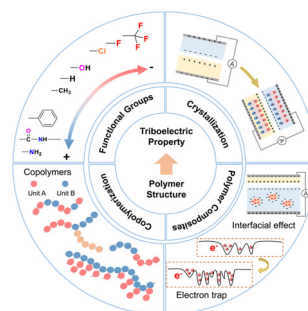 F
F
F
F
Cl
OH
H
CH₃
O
C
NH
NH₂
-
+
Functional Groups
Crystallization
Triboelectric
Property
Polymer
Structure
Copolymerization
Polymer Composites
Copolymers
Unit A
Unit B
A
A
A
Interfacial effect
e⁻
e⁻
Electron trap